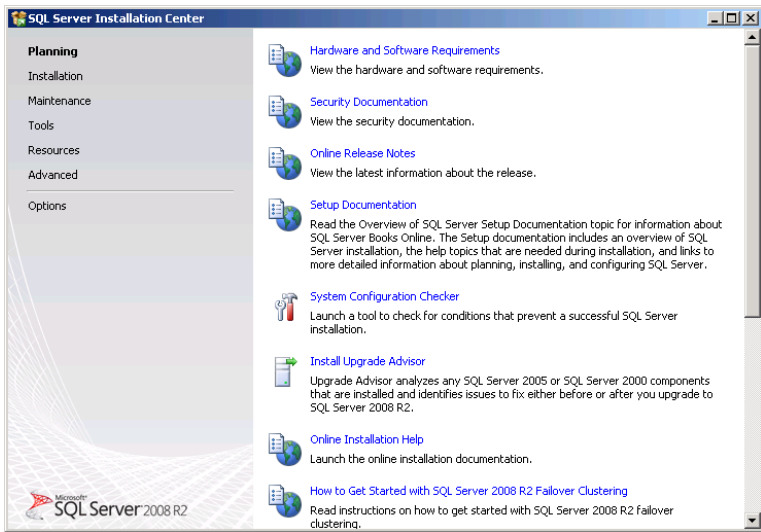 SQL Server Installation Center
Planning
Installation
Maintenance
Tools
Resources
Advanced
Options
Hardware and Software Requirements
View the hardware and software requirements.
Security Documentation
View the security documentation.
Online Release Notes
View the latest information about the release.
Setup Documentation
Read the Overview of SQL Server Setup Documentation topic for information about
SQL Server Books Online. The Setup documentation includes an overview of SQL
Server installation, the help topics that are needed during installation, and links to
more detailed information about planning, installing, and configuring SQL Server.
System Configuration Checker
Launch a tool to check for conditions that prevent a successful SQL Server
installation.
Install Upgrade Advisor
Upgrade Advisor analyzes any SQL Server 2005 or SQL Server 2000 components
that are installed and identifies issues to fix either before or after you upgrade to
SQL Server 2008 R2.
Online Installation Help
Launch the online installation documentation.
How to Get Started with SQL Server 2008 R2 Failover Clustering
Read instructions on how to get started with SQL Server 2008 R2 failover
clustering.
Microsoft
SQL Server 2008 R2